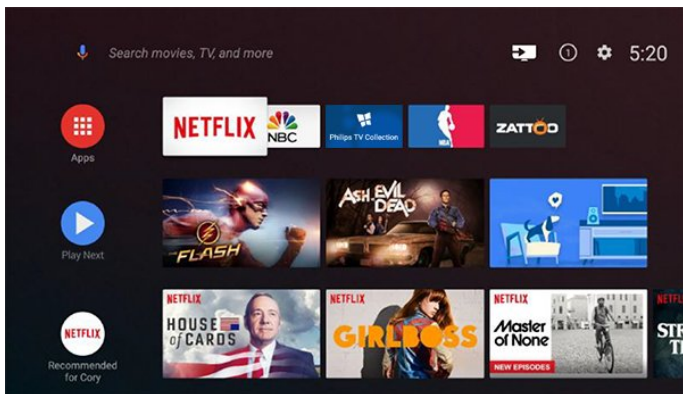 Search movies, TV, and more
1
5:20
Apps
NETFLIX
NBC
Philips TV Collection
NBA
ZATTOO
Play Next
THE FLASH
ASH VS EVIL DEAD
NETFLIX
Recommended
for Cory
NETFLIX
HOUSE
of CARDS
NETFLIX
GIRLBOSS
NETFLIX
Master
of None
NEW EPISODES